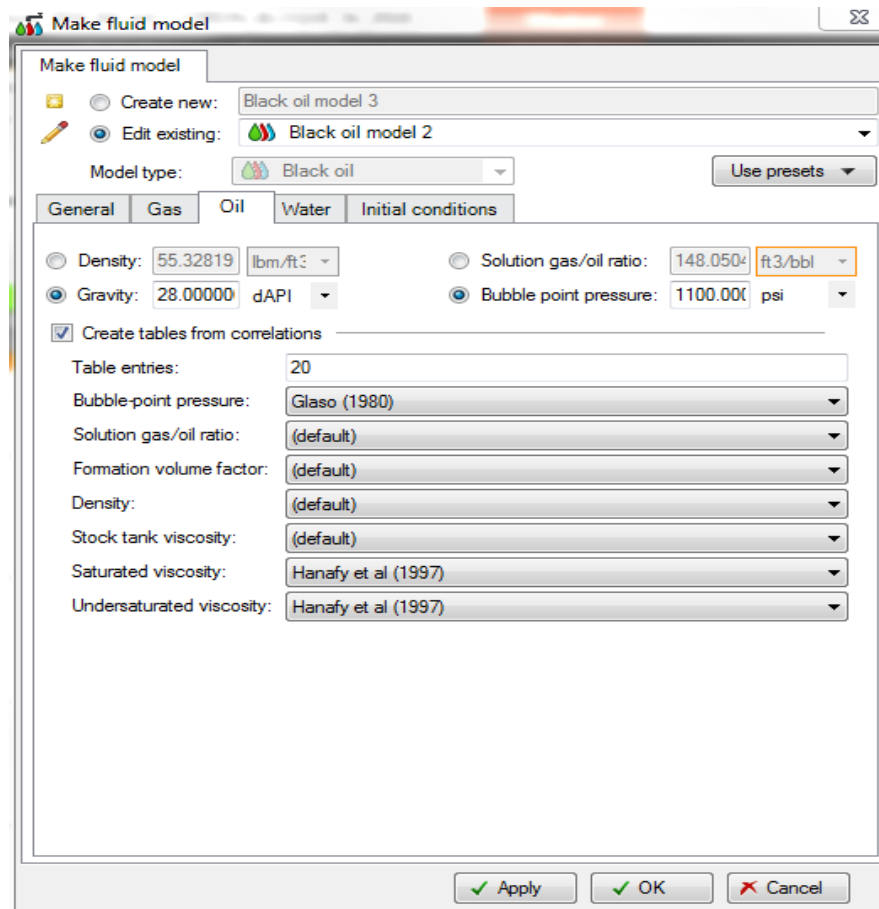 Make fluid model
Make fluid model
Create new: Black oil model 3
Edit existing: Black oil model 2
Model type: Black oil Use presets
General Gas Oil Water Initial conditions
Density: 55.32819 lbm/ft3 Solution gas/oil ratio: 148.0504 ft3/bbl
Gravity: 28.00000 dAPI Bubble point pressure: 1100.000 psi
Create tables from correlations
Table entries: 20
Bubble-point pressure: Glaso (1980)
Solution gas/oil ratio: (default)
Formation volume factor: (default)
Density: (default)
Stock tank viscosity: (default)
Saturated viscosity: Hanafy et al (1997)
Undersaturated viscosity: Hanafy et al (1997)
Apply OK Cancel